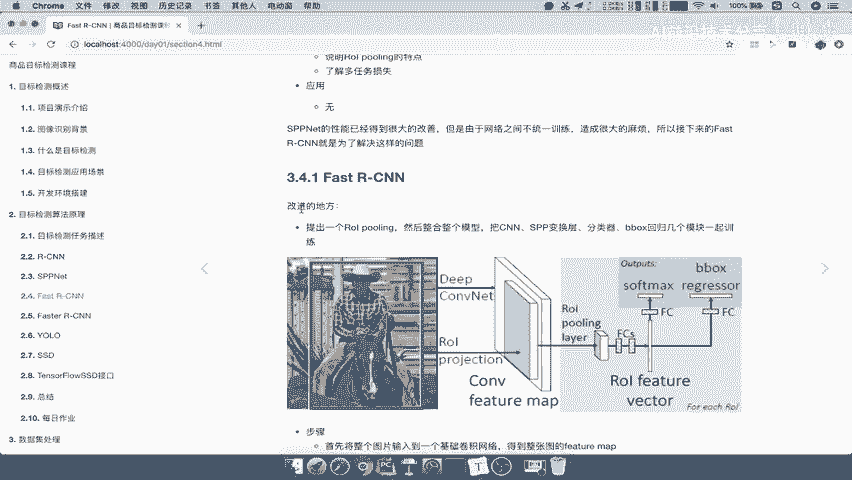 Chrome 文件 修改 视图 历史记录 书签 其他人 电动窗 帮助
100%
Fast R-CNN | 商品目标检测课程
localhost:4000/day01/section4.html
商品目标检测课程
1. 目标检测概述
1.1. 项目演示介绍
1.2. 图像识别背景
1.3. 什么是目标检测
1.4. 目标检测应用场景
1.5. 开发环境搭建
2. 目标检测算法原理
2.1. 目标检测任务描述
2.2. R-CNN
2.3. SPPNet
2.4. Fast R-CNN
2.5. Faster R-CNN
2.6. YOLO
2.7. SSD
2.8. TensorFlowSSD接口
2.9. 总结
2.10. 每日作业
3. 数据集处理
说明RoI pooling的特点
了解多任务损失
应用
无
SPPNet的性能已经得到很大的改善，但是由于网络之间不统一训练，造成很大的麻烦，所以接下来的Fast
R-CNN就是为了解决这样的问题
3.4.1 Fast R-CNN
改进的地方：
提出一个RoI pooling，然后整合整个模型，把CNN、SPP变换层、分类器、bbox回归几个模块一起训
练
Deep
ConvNet
RoI
projection
Conv
feature map
RoI
pooling
layer
FCs
Outputs:
softmax
bbox
regressor
FC
FC
RoI feature
vector
For each RoI
步骤
首先将整个图片输入到一个基础卷积网络，得到整张图的feature map